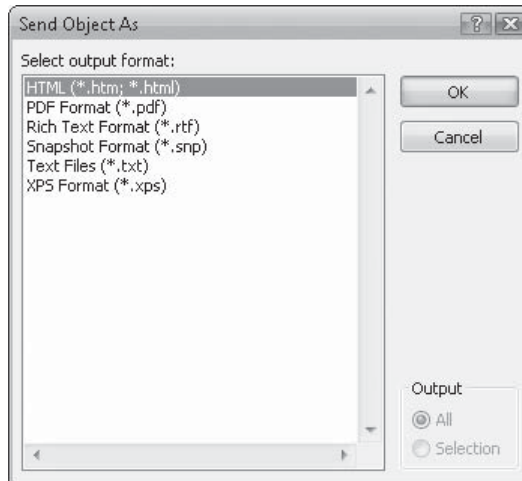 Send Object As
Select output format:
HTML (*.htm; *.html)
PDF Format (*.pdf)
Rich Text Format (*.rtf)
Snapshot Format (*.snp)
Text Files (*.txt)
XPS Format (*.xps)
OK
Cancel
Output
All
Selection